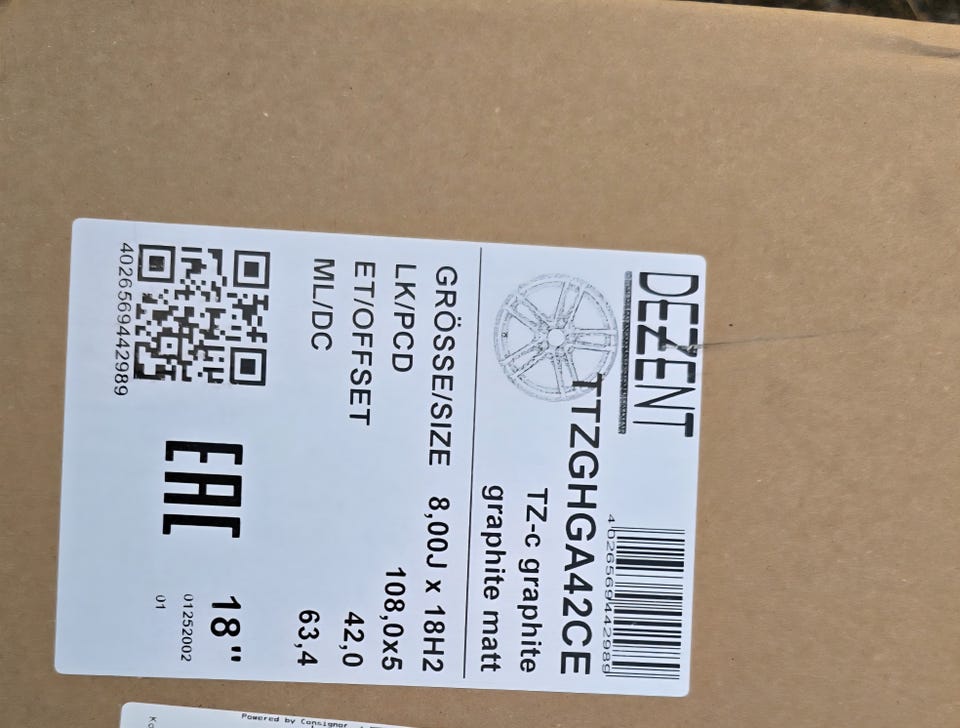 DEZENT
4026569442989
TTZGHGA42CE
TZ-c graphite
graphite matt
GRÖSSE/SIZE 8,00J x 18H2
LK/PCD 108,0x5
ET/OFFSET 42,0
ML/DC 63,4
EAC 18"
01252002
01
4026569442989
Powered by Consignor